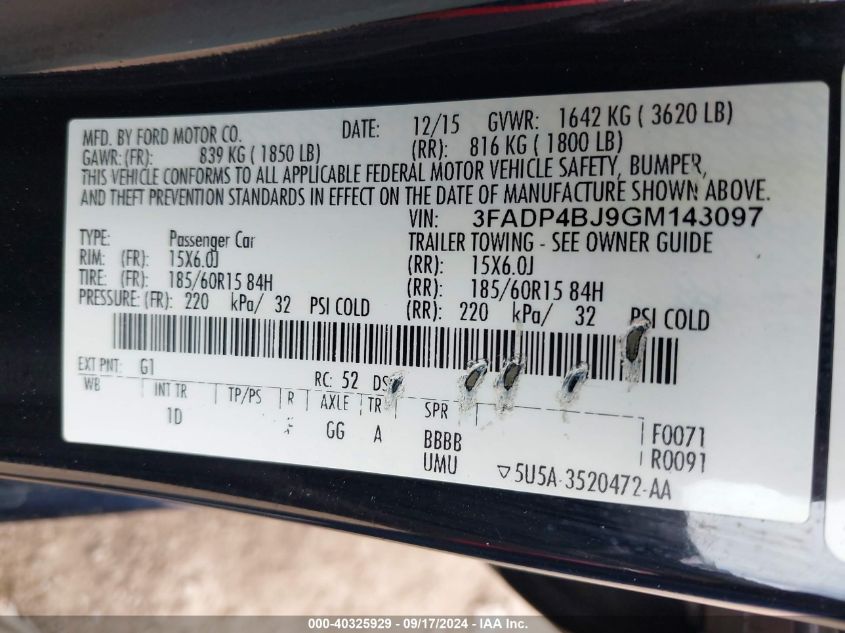 MFD. BY FORD MOTOR CO. DATE: 12/15 GVWR: 1642 KG ( 3620 LB)
GAWR: (FR): 839 KG ( 1850 LB) (RR): 816 KG ( 1800 LB)
THIS VEHICLE CONFORMS TO ALL APPLICABLE FEDERAL MOTOR VEHICLE SAFETY, BUMPER,
AND THEFT PREVENTION STANDARDS IN EFFECT ON THE DATE OF MANUFACTURE SHOWN ABOVE.
VIN: 3FADP4BJ9GM143097
TYPE: Passenger Car TRAILER TOWING - SEE OWNER GUIDE
RIM: (FR): 15X6.0J (RR): 15X6.0J
TIRE: (FR): 185/60R15 84H (RR): 185/60R15 84H
PRESSURE: (FR): 220 kPa/ 32 PSI COLD (RR): 220 kPa/ 32 PSI COLD
EXT PNT: G1 RC: 52 DS
WB INT TR TP/PS R AXLE TR SPR
1D GG A BBBB F0071
UMU R0091
5U5A-3520472-AA
000-40325929 - 09/17/2024 - IAA Inc.